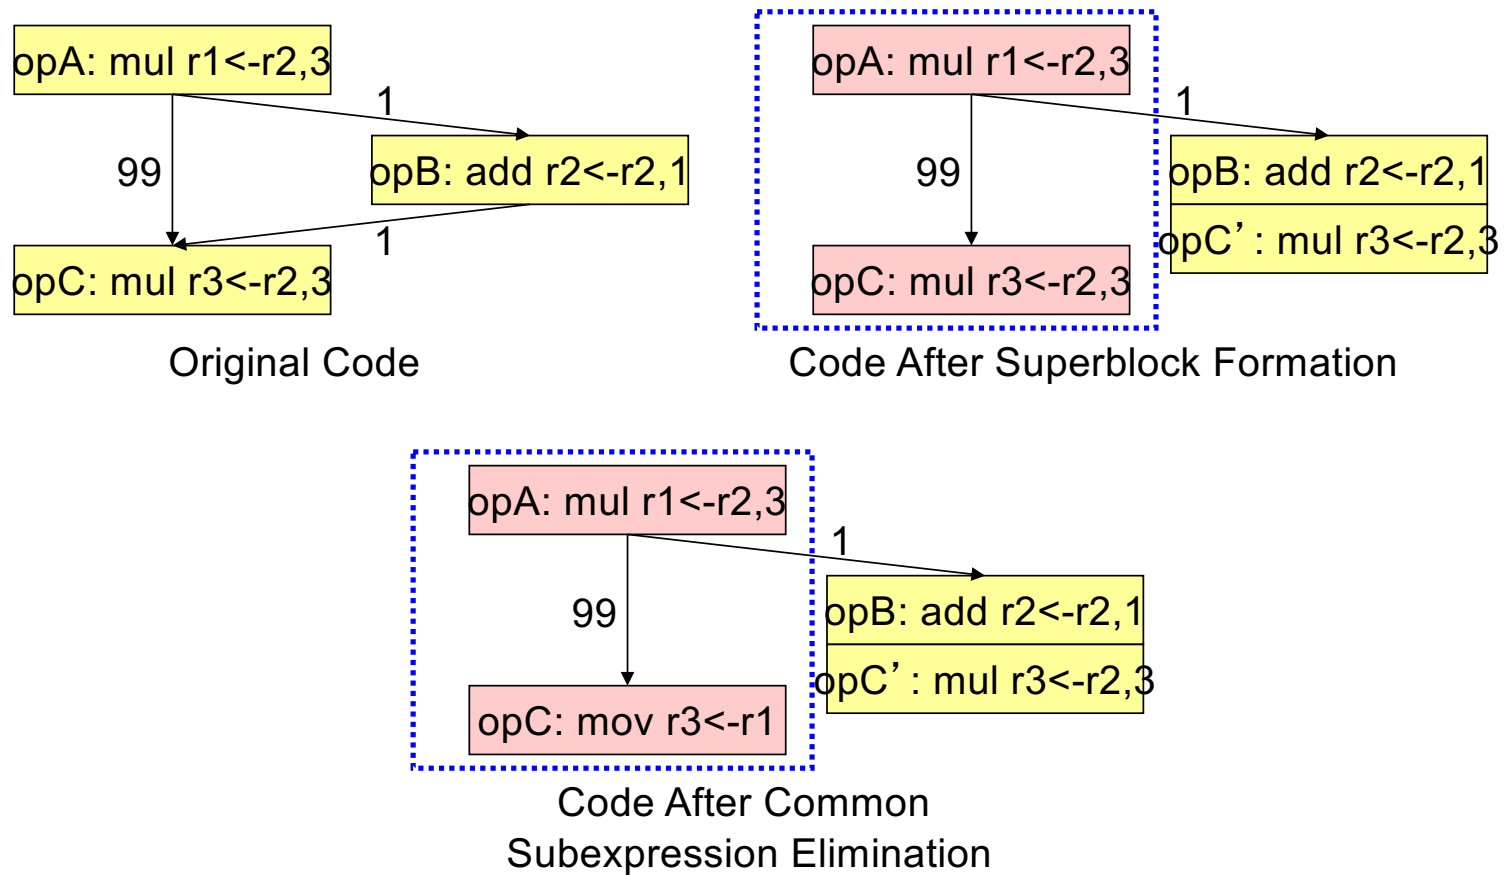 opA: mul r1<-r2,3
1
99
opB: add r2<-r2,1
1
opC: mul r3<-r2,3
Original Code
opA: mul r1<-r2,3
1
99
opB: add r2<-r2,1
opC’: mul r3<-r2,3
opC: mul r3<-r2,3
Code After Superblock Formation
opA: mul r1<-r2,3
1
99
opB: add r2<-r2,1
opC’: mul r3<-r2,3
opC: mov r3<-r1
Code After Common
Subexpression Elimination